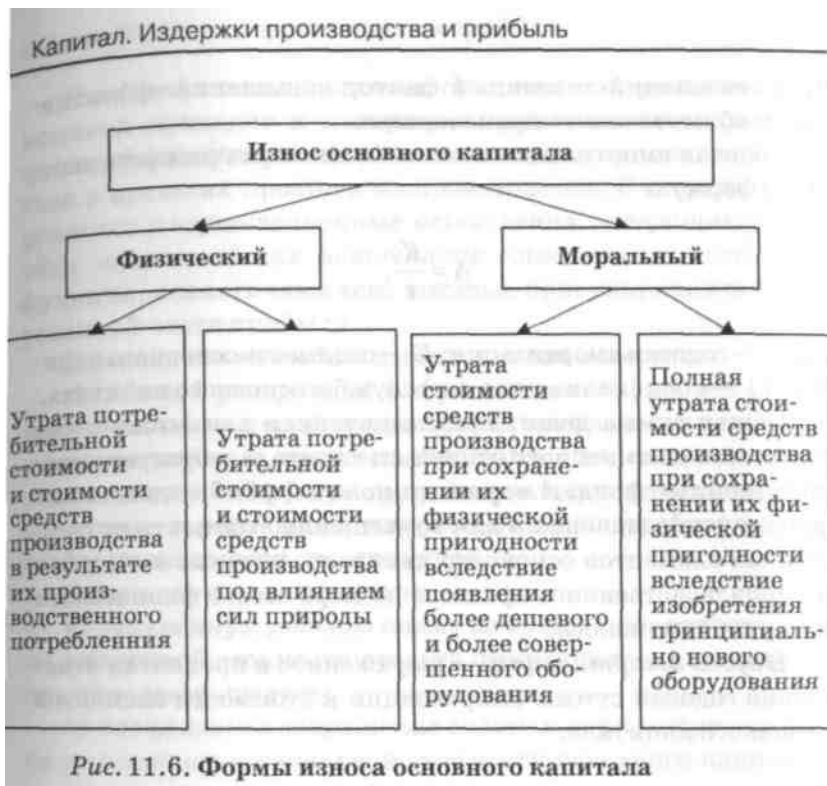 Капитал. Издержки производства и прибыль
Износ основного капитала
Физический
Моральный
Утрата потре-
бительной
стоимости
и стоимости
средств
производства
в результате
их произ-
водственного
потребления
Утрата потре-
бительной
стоимости
и стоимости
средств
производства
под влиянием
сил природы
Утрата
стоимости
средств
производства
при сохране-
нии их
физической
пригодности
вследствие
появления
более дешевого
и более совер-
шенного обо-
рудования
Полная
утрата стои-
мости средств
производства
при сохра-
нении их фи-
зической
пригодности
вследствие
изобретения
принципиаль-
но нового
оборудования
Рис. 11.6. Формы износа основного капитала